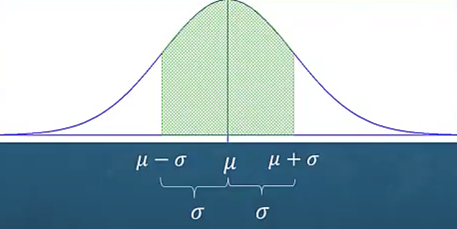 μ − σ μ μ + σ
σ σ